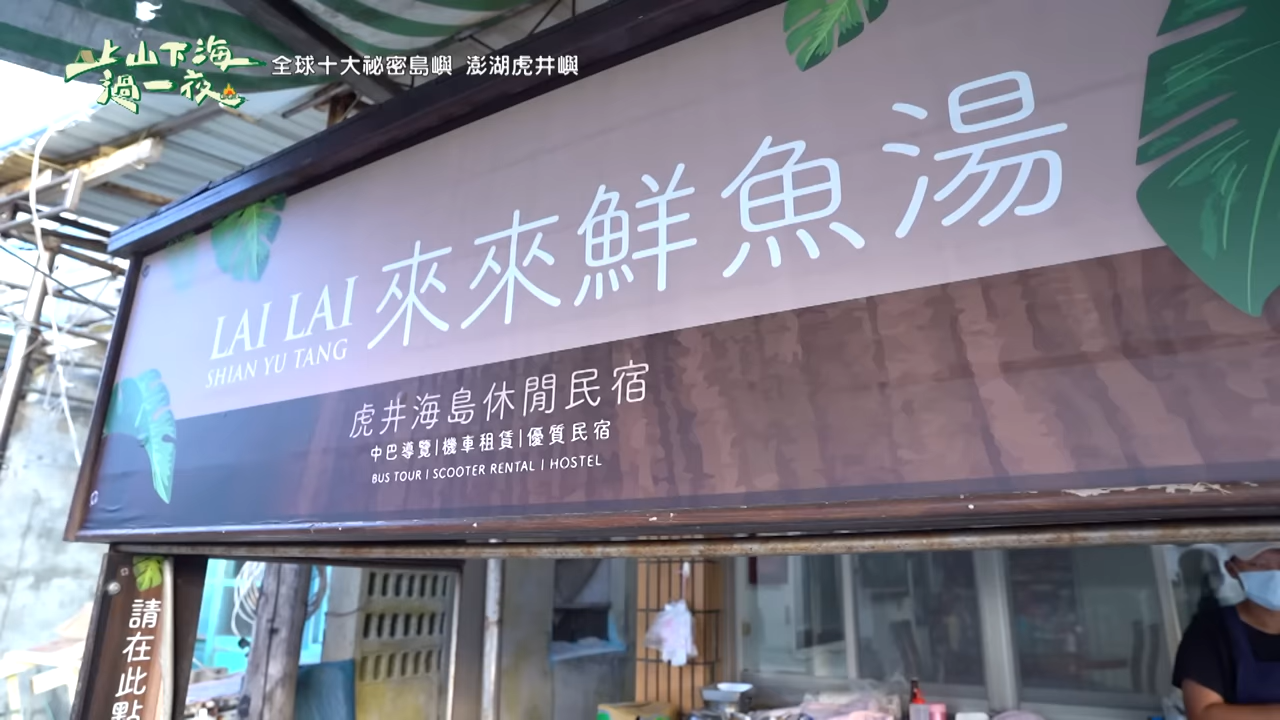 上山下海
過一夜
全球十大祕密島嶼 澎湖虎井嶼
來來鮮魚湯
LAI LAI
SHIAN YU TANG
虎井海島休閒民宿
中巴導覽|機車租賃|優質民宿
BUS TOUR | SCOOTER RENTAL | HOSTEL
請在此點